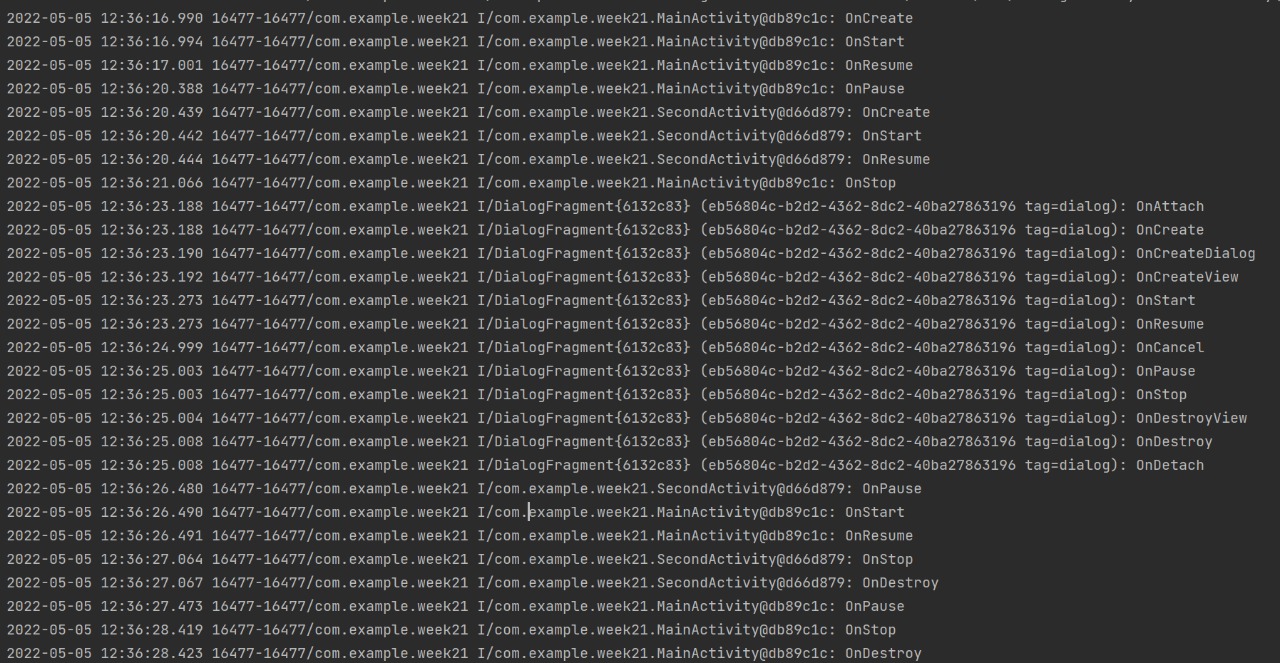 2022-05-05 12:36:16.990 16477-16477/com.example.week21 I/com.example.week21.MainActivity@db89c1c: OnCreate
2022-05-05 12:36:16.994 16477-16477/com.example.week21 I/com.example.week21.MainActivity@db89c1c: OnStart
2022-05-05 12:36:17.001 16477-16477/com.example.week21 I/com.example.week21.MainActivity@db89c1c: OnResume
2022-05-05 12:36:20.388 16477-16477/com.example.week21 I/com.example.week21.MainActivity@db89c1c: OnPause
2022-05-05 12:36:20.439 16477-16477/com.example.week21 I/com.example.week21.SecondActivity@d66d879: OnCreate
2022-05-05 12:36:20.442 16477-16477/com.example.week21 I/com.example.week21.SecondActivity@d66d879: OnStart
2022-05-05 12:36:20.444 16477-16477/com.example.week21 I/com.example.week21.SecondActivity@d66d879: OnResume
2022-05-05 12:36:21.066 16477-16477/com.example.week21 I/com.example.week21.MainActivity@db89c1c: OnStop
2022-05-05 12:36:23.188 16477-16477/com.example.week21 I/DialogFragment{6132c83} (eb56804c-b2d2-4362-8dc2-40ba27863196 tag=dialog): OnAttach
2022-05-05 12:36:23.188 16477-16477/com.example.week21 I/DialogFragment{6132c83} (eb56804c-b2d2-4362-8dc2-40ba27863196 tag=dialog): OnCreate
2022-05-05 12:36:23.190 16477-16477/com.example.week21 I/DialogFragment{6132c83} (eb56804c-b2d2-4362-8dc2-40ba27863196 tag=dialog): OnCreateDialog
2022-05-05 12:36:23.192 16477-16477/com.example.week21 I/DialogFragment{6132c83} (eb56804c-b2d2-4362-8dc2-40ba27863196 tag=dialog): OnCreateView
2022-05-05 12:36:23.273 16477-16477/com.example.week21 I/DialogFragment{6132c83} (eb56804c-b2d2-4362-8dc2-40ba27863196 tag=dialog): OnStart
2022-05-05 12:36:23.273 16477-16477/com.example.week21 I/DialogFragment{6132c83} (eb56804c-b2d2-4362-8dc2-40ba27863196 tag=dialog): OnResume
2022-05-05 12:36:24.999 16477-16477/com.example.week21 I/DialogFragment{6132c83} (eb56804c-b2d2-4362-8dc2-40ba27863196 tag=dialog): OnCancel
2022-05-05 12:36:25.003 16477-16477/com.example.week21 I/DialogFragment{6132c83} (eb56804c-b2d2-4362-8dc2-40ba27863196 tag=dialog): OnPause
2022-05-05 12:36:25.003 16477-16477/com.example.week21 I/DialogFragment{6132c83} (eb56804c-b2d2-4362-8dc2-40ba27863196 tag=dialog): OnStop
2022-05-05 12:36:25.004 16477-16477/com.example.week21 I/DialogFragment{6132c83} (eb56804c-b2d2-4362-8dc2-40ba27863196 tag=dialog): OnDestroyView
2022-05-05 12:36:25.008 16477-16477/com.example.week21 I/DialogFragment{6132c83} (eb56804c-b2d2-4362-8dc2-40ba27863196 tag=dialog): OnDestroy
2022-05-05 12:36:25.008 16477-16477/com.example.week21 I/DialogFragment{6132c83} (eb56804c-b2d2-4362-8dc2-40ba27863196 tag=dialog): OnDetach
2022-05-05 12:36:26.480 16477-16477/com.example.week21 I/com.example.week21.SecondActivity@d66d879: OnPause
2022-05-05 12:36:26.490 16477-16477/com.example.week21 I/com.example.week21.MainActivity@db89c1c: OnStart
2022-05-05 12:36:26.491 16477-16477/com.example.week21 I/com.example.week21.MainActivity@db89c1c: OnResume
2022-05-05 12:36:27.064 16477-16477/com.example.week21 I/com.example.week21.SecondActivity@d66d879: OnStop
2022-05-05 12:36:27.067 16477-16477/com.example.week21 I/com.example.week21.SecondActivity@d66d879: OnDestroy
2022-05-05 12:36:27.473 16477-16477/com.example.week21 I/com.example.week21.MainActivity@db89c1c: OnPause
2022-05-05 12:36:28.419 16477-16477/com.example.week21 I/com.example.week21.MainActivity@db89c1c: OnStop
2022-05-05 12:36:28.423 16477-16477/com.example.week21 I/com.example.week21.MainActivity@db89c1c: OnDestroy